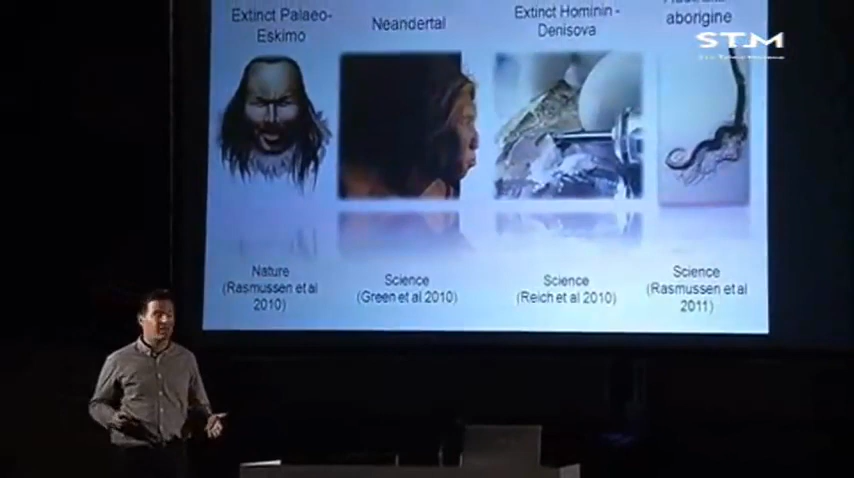 Extinct Palaeo-
Eskimo
Neandertal
Extinct Hominin -
Denisova
aborigine
STM
Nature
(Rasmussen et al
2010)
Science
(Green et al 2010)
Science
(Reich et al 2010)
Science
(Rasmussen et al
2011)